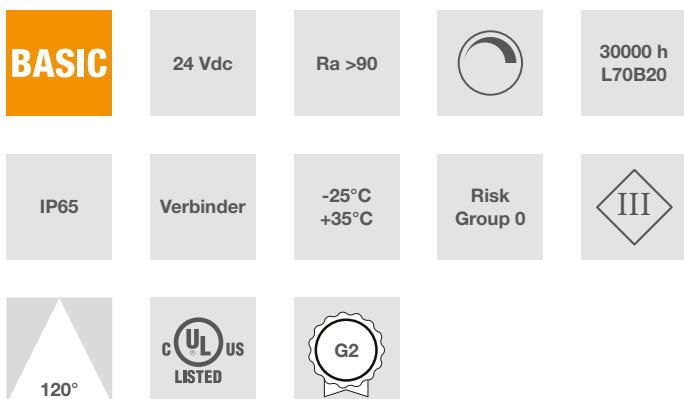 BASIC
24 Vdc
Ra >90
30000 h
L70B20
IP65
Verbinder
-25°C
+35°C
Risk
Group 0
III
120°
C UL® US
LISTED
G2